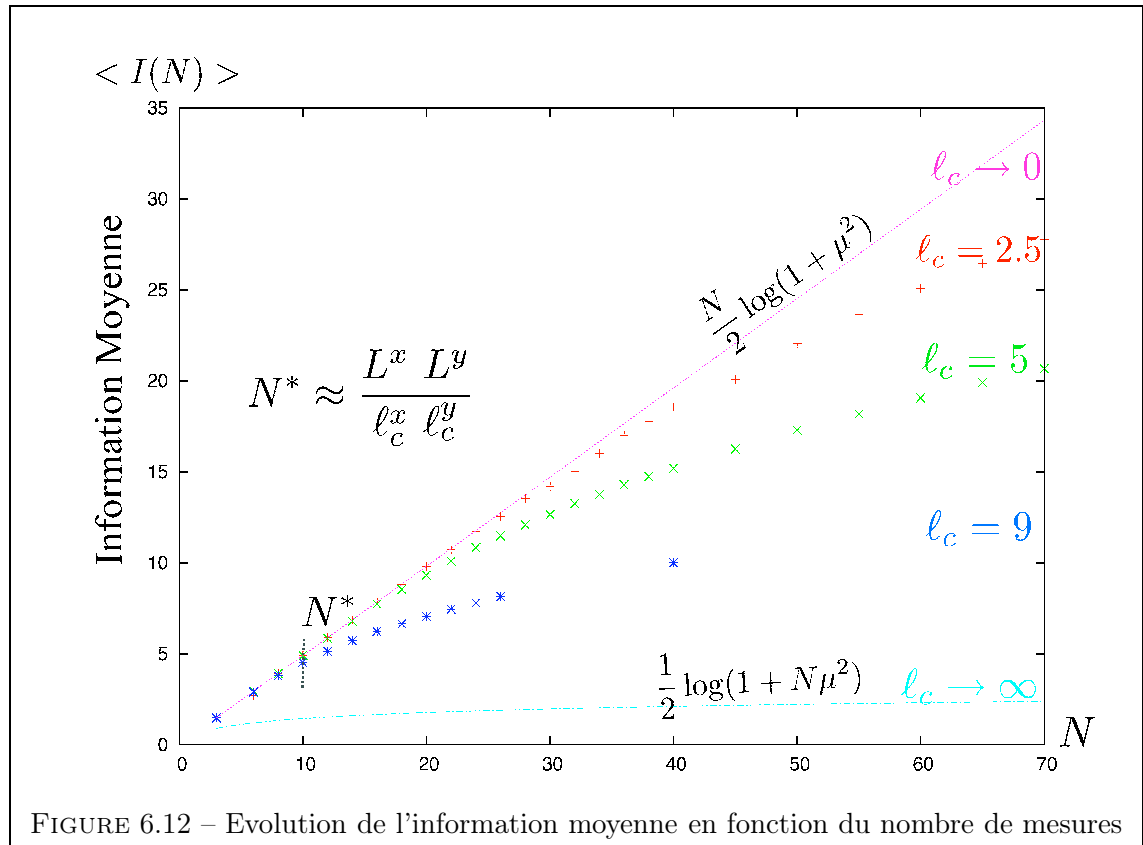 < I(N) >
35
30
25
20
15
10
5
0
Information Moyenne
ℓ_c → 0
ℓ_c = 2.5
N/2 log(1 + μ²)
ℓ_c = 5
N* ≈ L^x L^y / ℓ_c^x ℓ_c^y
ℓ_c = 9
N*
1/2 log(1 + Nμ²)
ℓ_c → ∞
N
0 10 20 30 40 50 60 70
FIGURE 6.12 – Evolution de l'information moyenne en fonction du nombre de mesures